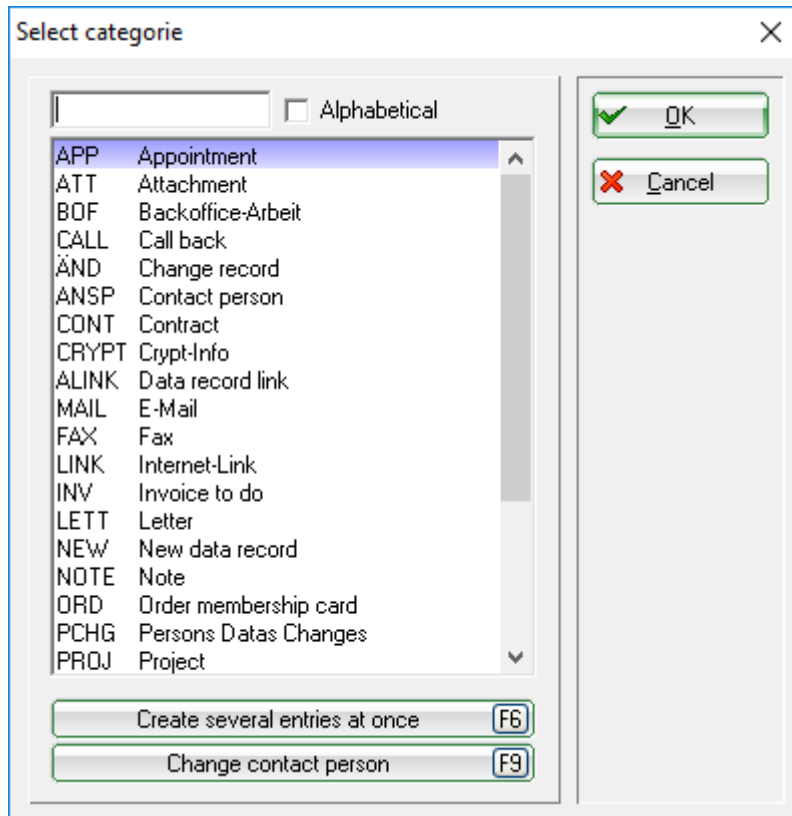 Select categorie
Alphabetical
OK
Cancel
APP Appointment
ATT Attachment
BOF Backoffice-Arbeit
CALL Call back
ÄND Change record
ANSP Contact person
CONT Contract
CRYPT Crypt-Info
ALINK Data record link
MAIL E-Mail
FAX Fax
LINK Internet-Link
INV Invoice to do
LETT Letter
NEW New data record
NOTE Note
ORD Order membership card
PCHG Persons Datas Changes
PROJ Project
Create several entries at once F6
Change contact person F9